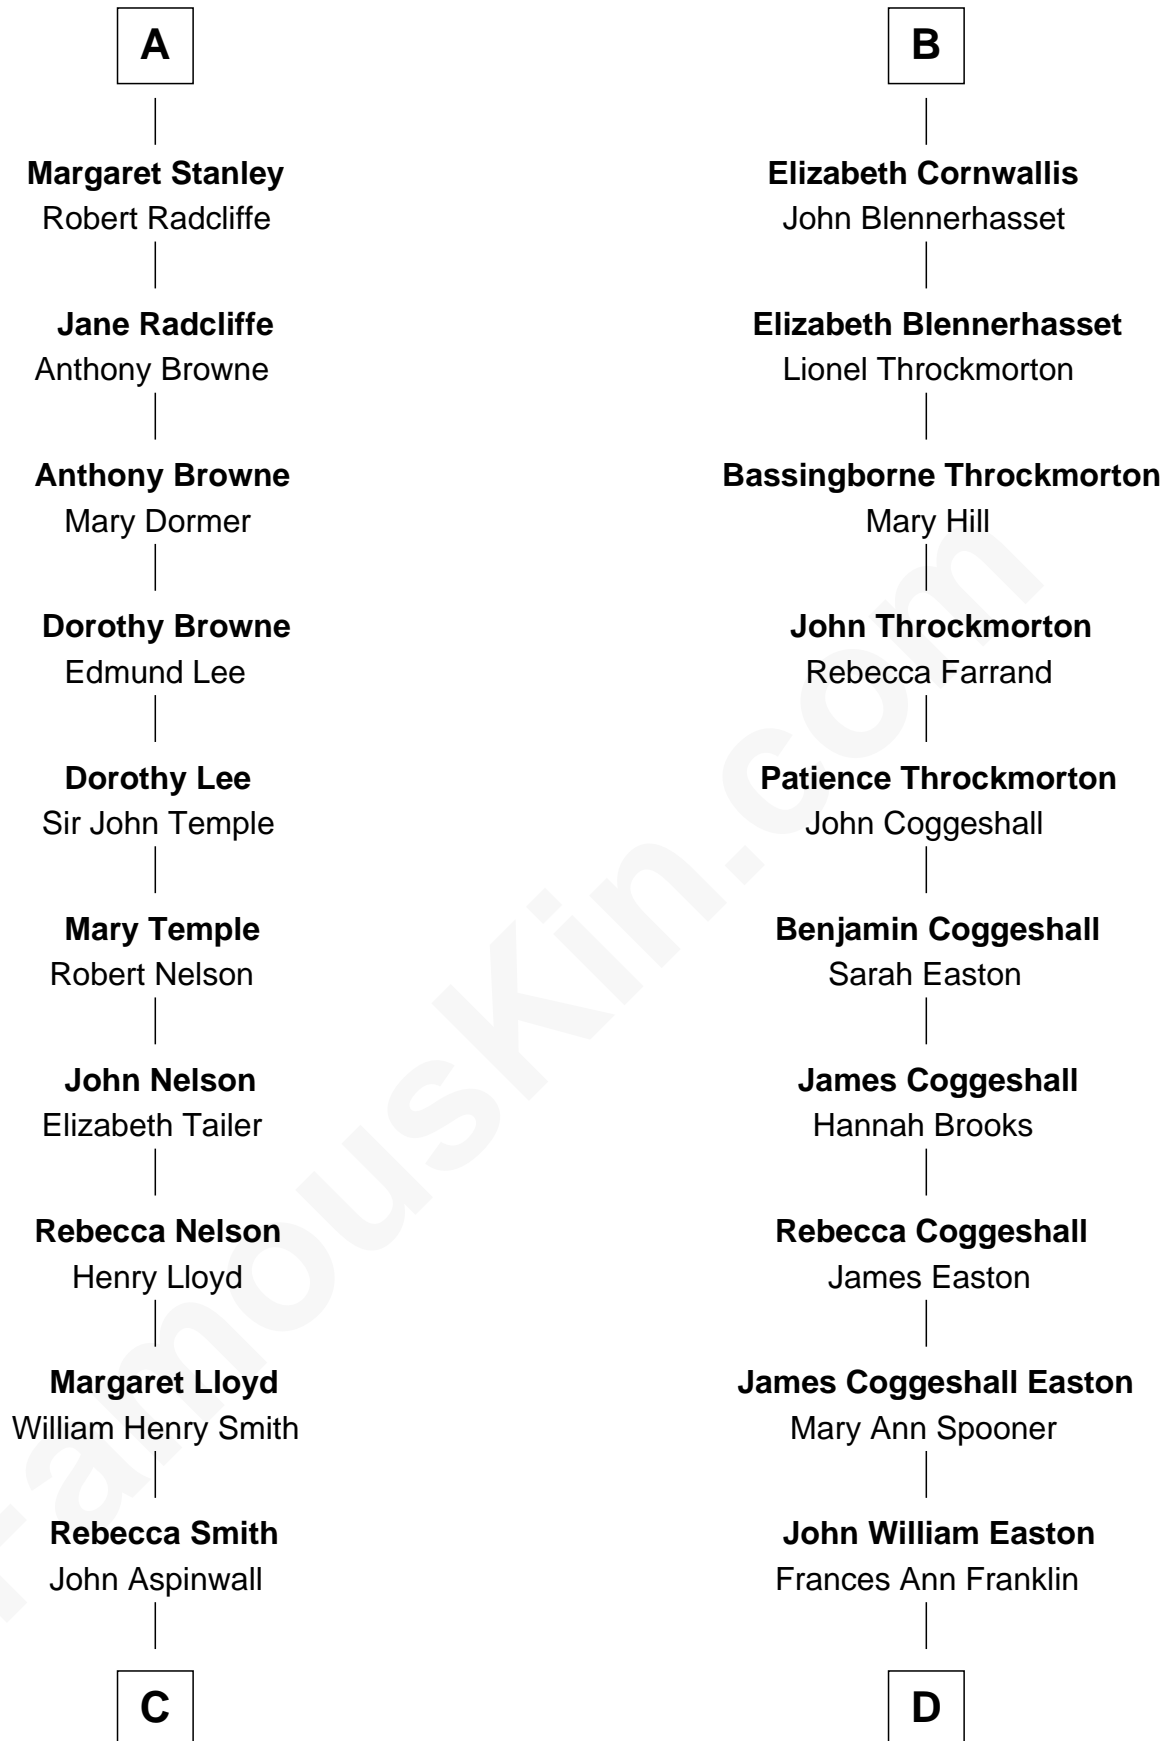 A
Margaret Stanley
Robert Radcliffe
Jane Radcliffe
Anthony Browne
Anthony Browne
Mary Dormer
Dorothy Browne
Edmund Lee
Dorothy Lee
Sir John Temple
Mary Temple
Robert Nelson
John Nelson
Elizabeth Tailer
Rebecca Nelson
Henry Lloyd
Margaret Lloyd
William Henry Smith
Rebecca Smith
John Aspinwall
C
B
Elizabeth Cornwallis
John Blennerhasset
Elizabeth Blennerhasset
Lionel Throckmorton
Bassingborne Throckmorton
Mary Hill
John Throckmorton
Rebecca Farrand
Patience Throckmorton
John Coggeshall
Benjamin Coggeshall
Sarah Easton
James Coggeshall
Hannah Brooks
Rebecca Coggeshall
James Easton
James Coggeshall Easton
Mary Ann Spooner
John William Easton
Frances Ann Franklin
D
FamousKin.com